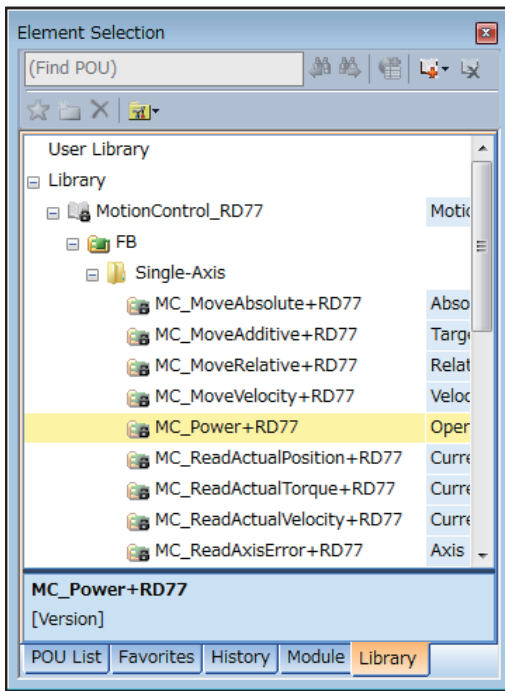 Element Selection
(Find POU)
User Library
Library
MotionControl_RD77 Motic
FB
Single-Axis
MC_MoveAbsolute+RD77 Abso
MC_MoveAdditive+RD77 Targ
MC_MoveRelative+RD77 Relat
MC_MoveVelocity+RD77 Veloc
MC_Power+RD77 Oper
MC_ReadActualPosition+RD77 Curre
MC_ReadActualTorque+RD77 Curre
MC_ReadActualVelocity+RD77 Curre
MC_ReadAxisError+RD77 Axis
MC_Power+RD77
[Version]
POU List Favorites History Module Library